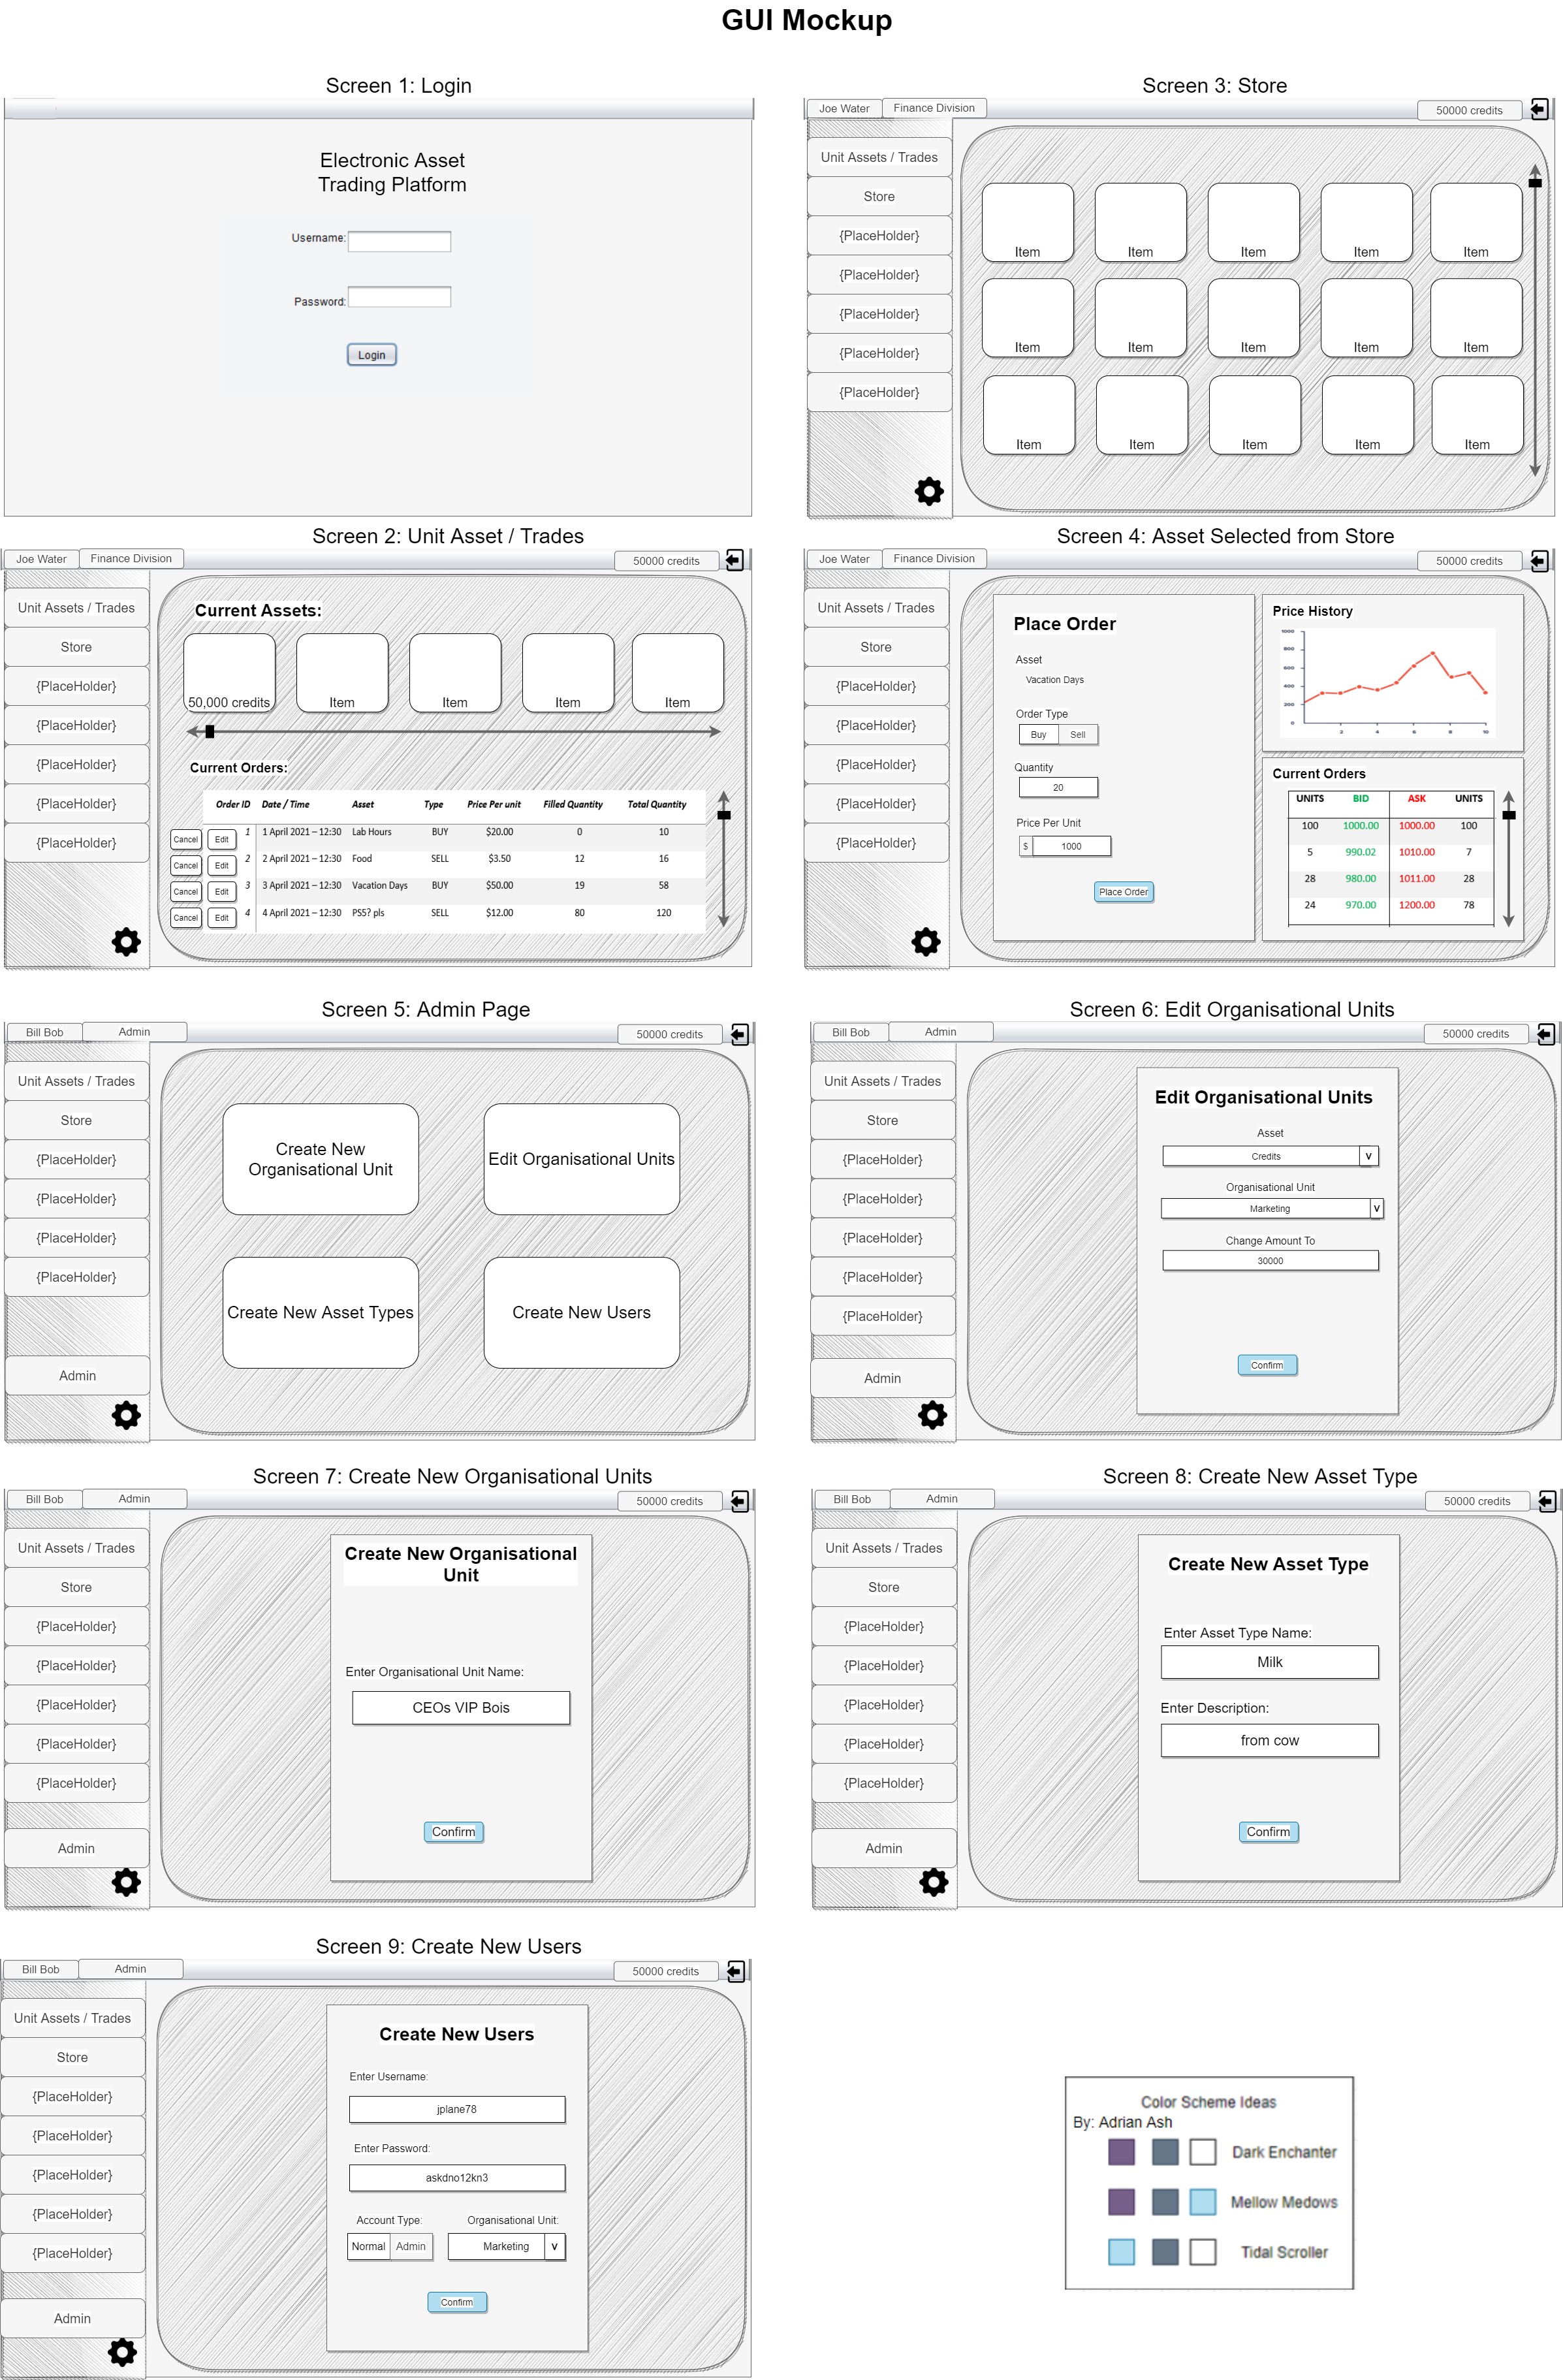 GUI Mockup
Screen 1: Login
Electronic Asset
Trading Platform
Username:
Password:
Login
Screen 3: Store
Joe Water Finance Division 50000 credits
Unit Assets / Trades
Store
{PlaceHolder}
{PlaceHolder}
{PlaceHolder}
{PlaceHolder}
{PlaceHolder}
Item Item Item Item Item
Item Item Item Item Item
Item Item Item Item Item
Screen 2: Unit Asset / Trades
Joe Water Finance Division 50000 credits
Unit Assets / Trades
Store
{PlaceHolder}
{PlaceHolder}
{PlaceHolder}
{PlaceHolder}
{PlaceHolder}
Current Assets:
50,000 credits Item Item Item Item
Current Orders:
Order ID Date / Time Asset Type Price Per unit Filled Quantity Total Quantity
Cancel Edit 1 1 April 2021 – 12:30 Lab Hours BUY $20.00 0 10
Cancel Edit 2 2 April 2021 – 12:30 Food SELL $3.50 12 16
Cancel Edit 3 3 April 2021 – 12:30 Vacation Days BUY $50.00 19 58
Cancel Edit 4 4 April 2021 – 12:30 PS5? pls SELL $12.00 80 120
Screen 4: Asset Selected from Store
Joe Water Finance Division 50000 credits
Unit Assets / Trades
Store
{PlaceHolder}
{PlaceHolder}
{PlaceHolder}
{PlaceHolder}
{PlaceHolder}
Place Order
Asset
Vacation Days
Order Type
Buy Sell
Quantity
20
Price Per Unit
$ 1000
Place Order
Price History
1000
800
600
400
200
0
2 4 6 8 10
Current Orders
UNITS BID ASK UNITS
100 1000.00 1000.00 100
5 990.02 1010.00 7
28 980.00 1011.00 28
24 970.00 1200.00 78
Screen 5: Admin Page
Bill Bob Admin 50000 credits
Unit Assets / Trades
Store
{PlaceHolder}
{PlaceHolder}
{PlaceHolder}
{PlaceHolder}
Admin
Create New
Organisational Unit
Edit Organisational Units
Create New Asset Types
Create New Users
Screen 6: Edit Organisational Units
Bill Bob Admin 50000 credits
Unit Assets / Trades
Store
{PlaceHolder}
{PlaceHolder}
{PlaceHolder}
{PlaceHolder}
{PlaceHolder}
Admin
Edit Organisational Units
Asset
Credits V
Organisational Unit
Marketing V
Change Amount To
30000
Confirm
Screen 7: Create New Organisational Units
Bill Bob Admin 50000 credits
Unit Assets / Trades
Store
{PlaceHolder}
{PlaceHolder}
{PlaceHolder}
{PlaceHolder}
{PlaceHolder}
Admin
Create New Organisational
Unit
Enter Organisational Unit Name:
CEOs VIP Bois
Confirm
Screen 8: Create New Asset Type
Bill Bob Admin 50000 credits
Unit Assets / Trades
Store
{PlaceHolder}
{PlaceHolder}
{PlaceHolder}
{PlaceHolder}
{PlaceHolder}
Admin
Create New Asset Type
Enter Asset Type Name:
Milk
Enter Description:
from cow
Confirm
Screen 9: Create New Users
Bill Bob Admin 50000 credits
Unit Assets / Trades
Store
{PlaceHolder}
{PlaceHolder}
{PlaceHolder}
{PlaceHolder}
{PlaceHolder}
Admin
Create New Users
Enter Username:
jplane78
Enter Password:
askdno12kn3
Account Type: Organisational Unit:
Normal Admin Marketing V
Confirm
Color Scheme Ideas
By: Adrian Ash
Dark Enchanter
Mellow Medows
Tidal Scroller